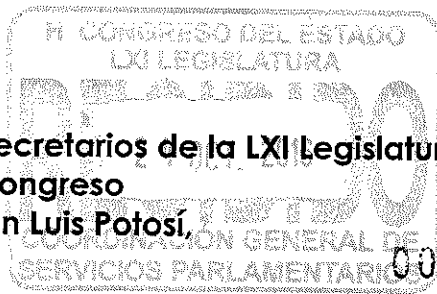 H. CONGRESO DEL ESTADO
LXI LEGISLATURA
ecretarios de la LXI Legislatur
ongreso
n Luis Potosí,
COORDINACIÓN GENERAL DE
SERVICIOS PARLAMENTARIOS